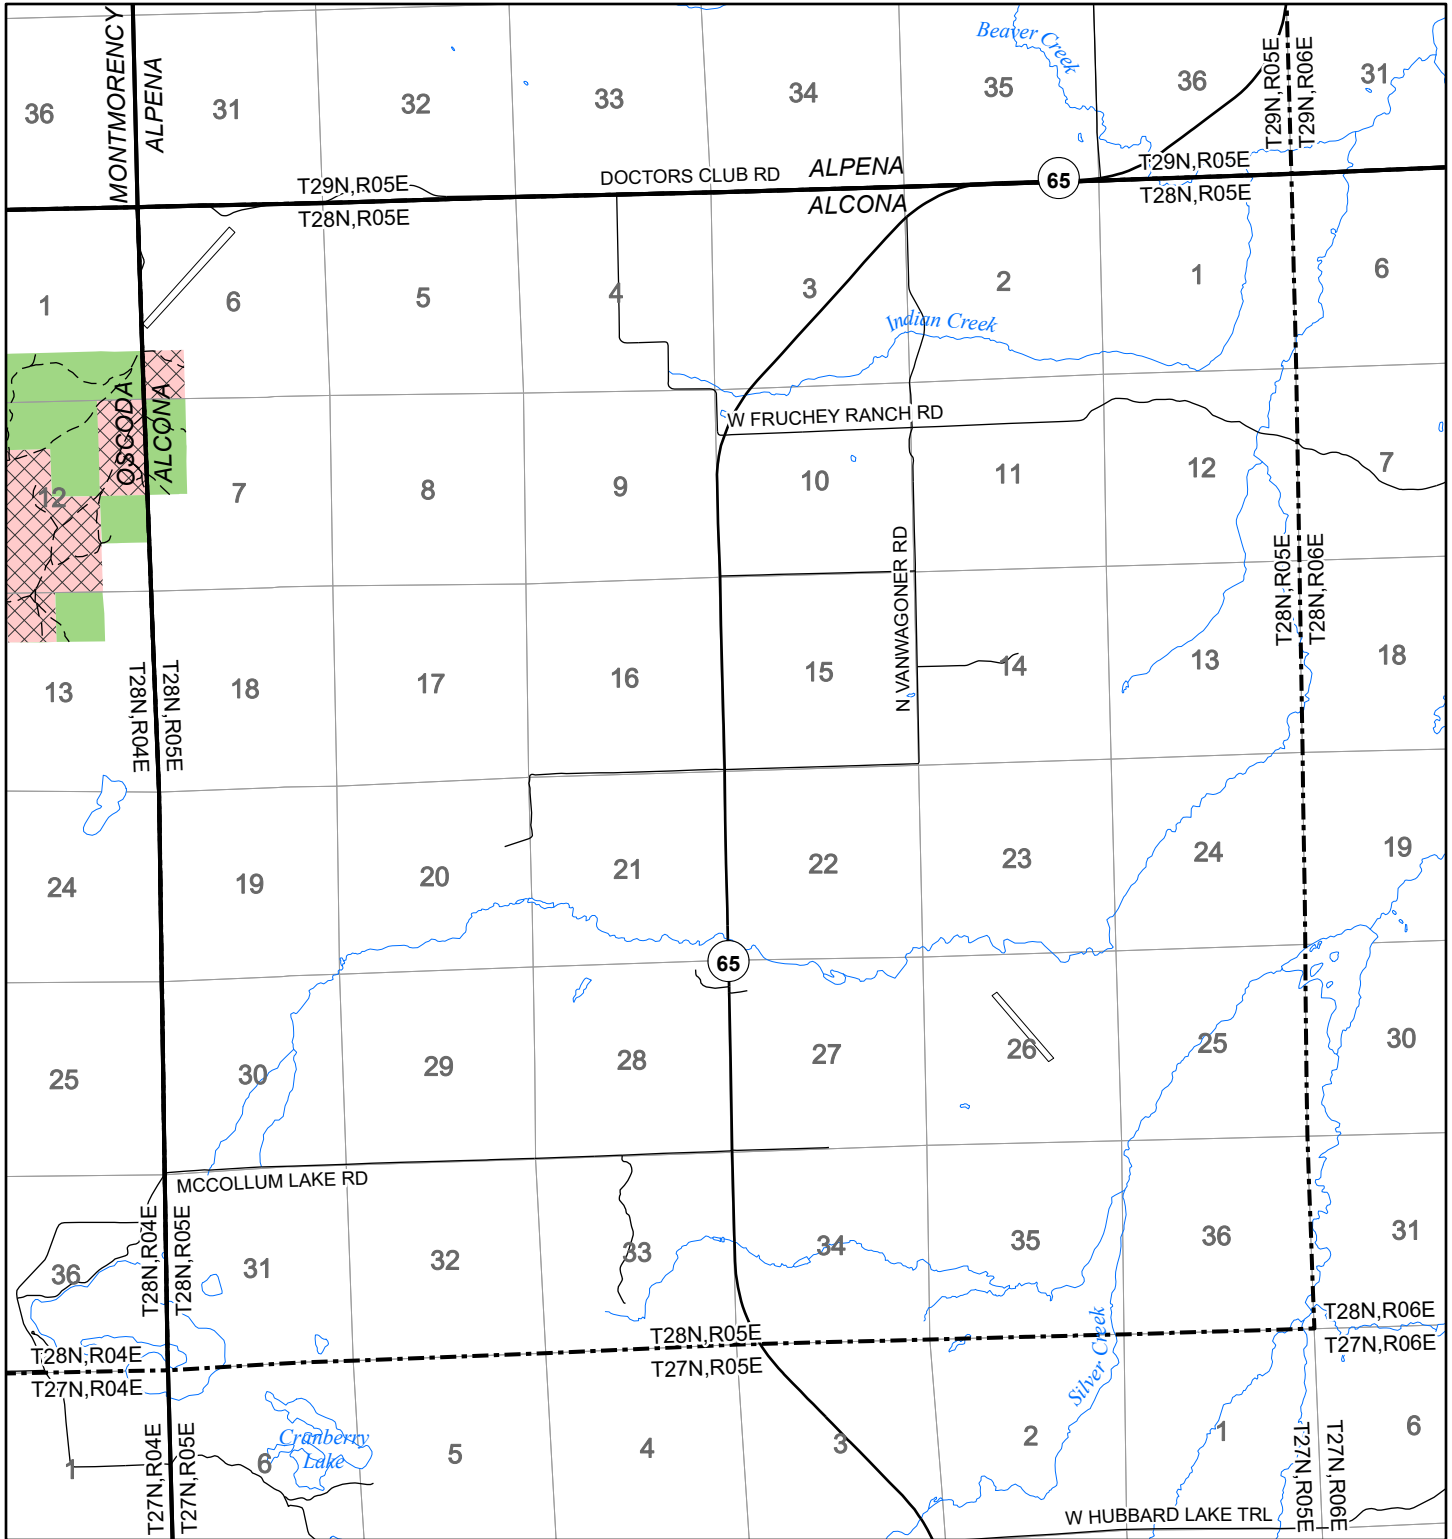 MONTMORENCY
ALPENA
Beaver Creek
T29N,R05E
T29N,R06E
36
31
32
33
34
35
36
31
T29N,R05E
DOCTORS CLUB RD
ALPENA
65
T29N,R05E
T28N,R05E
ALCONA
T28N,R05E
1
6
5
4
3
2
1
6
Indian Creek
OSCODA
ALCONA
W FRUCHEY RANCH RD
12
7
8
9
10
11
12
7
N VANWAGONER RD
T28N,R05E
T28N,R06E
13
T28N,R04E
T28N,R05E
18
17
16
15
14
13
18
24
19
20
21
22
23
24
19
65
25
30
29
28
27
26
25
30
MCCOLLUM LAKE RD
36
T28N,R04E
T28N,R05E
31
32
33
34
35
36
31
T28N,R04E
T28N,R05E
T28N,R06E
T27N,R04E
T27N,R05E
T27N,R06E
Silver Creek
1
T27N,R04E
T27N,R05E
6
Cranberry
Lake
5
4
3
2
1
T27N,R05E
T27N,R06E
6
W HUBBARD LAKE TRL